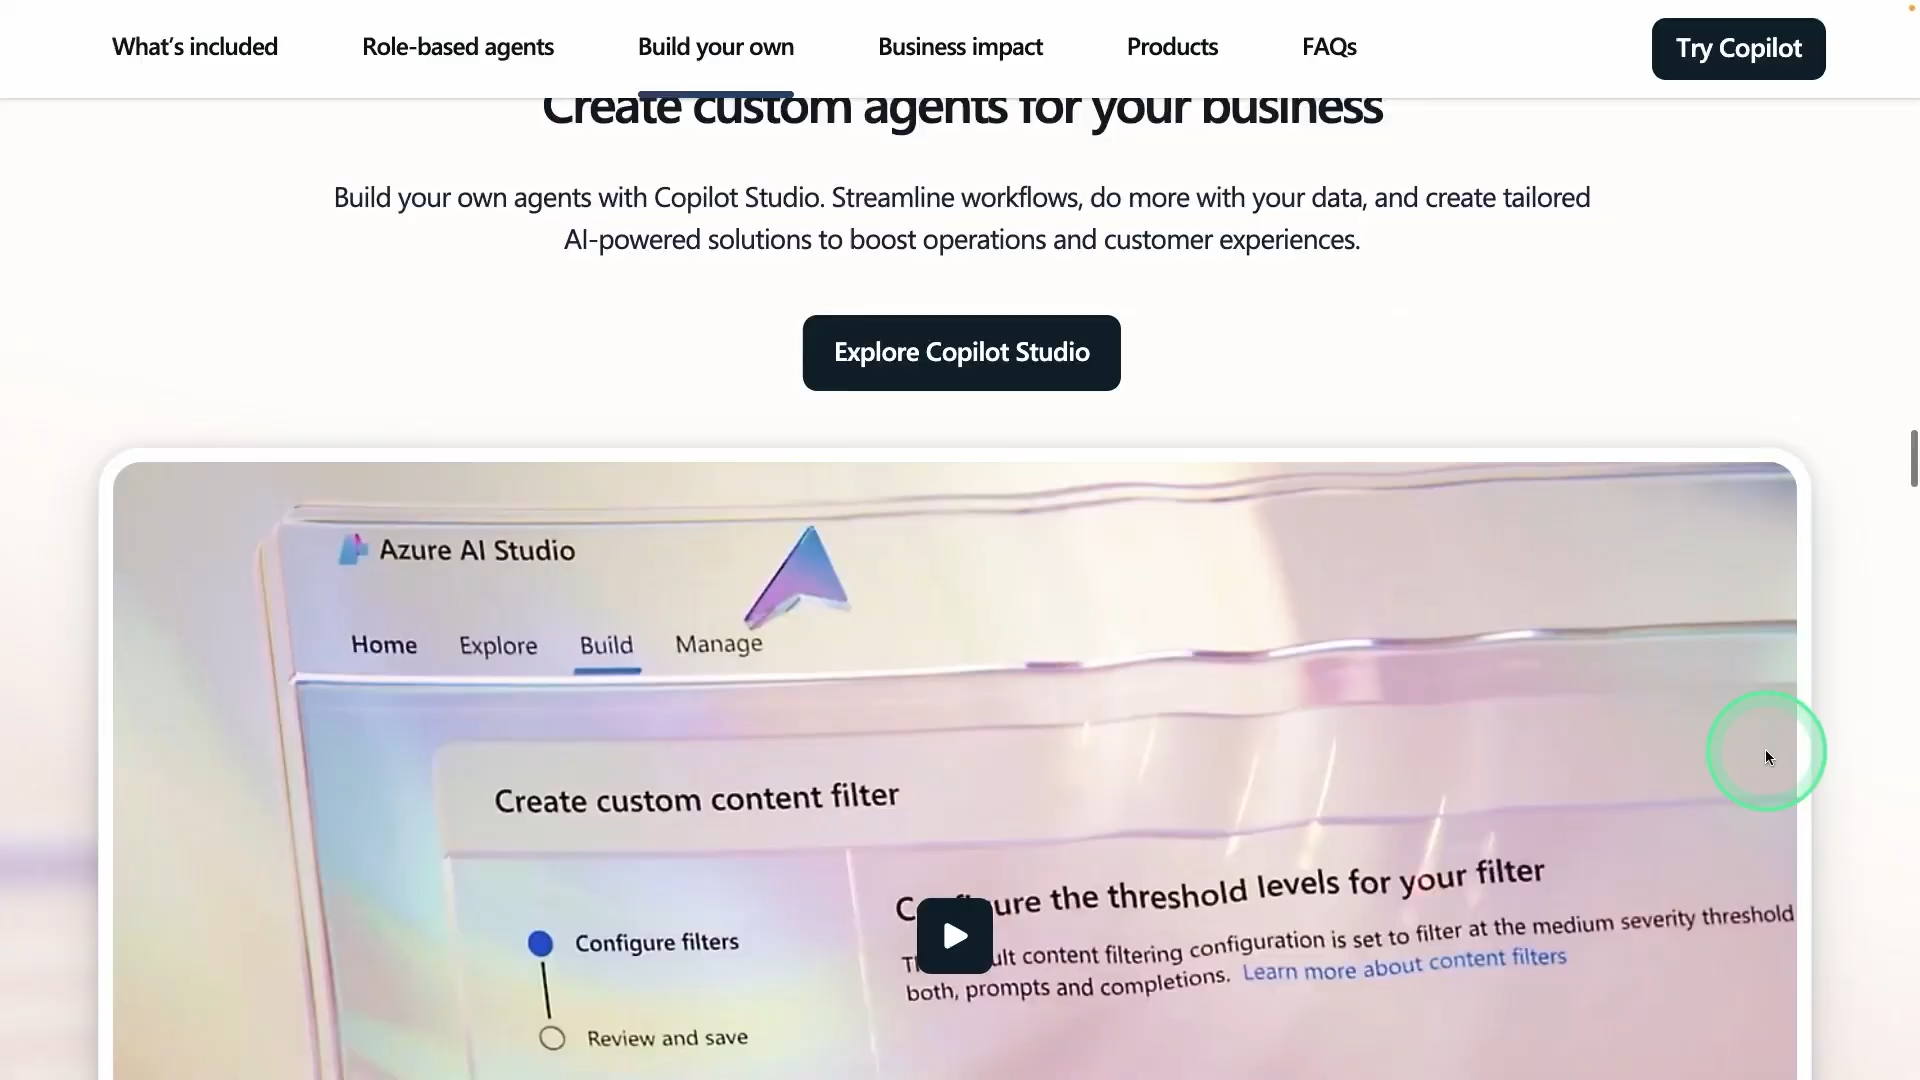 What's included
Role-based agents
Build your own
Business impact
Products
FAQs
Try Copilot
Create custom agents for your business
Build your own agents with Copilot Studio. Streamline workflows, do more with your data, and create tailored
AI-powered solutions to boost operations and customer experiences.
Explore Copilot Studio
Azure AI Studio
Home
Explore
Build
Manage
Create custom content filter
Configure filters
Review and save
the threshold levels for your filter
content filtering configuration is set to filter at the medium severity threshold
both, prompts and completions. Learn more about content filters